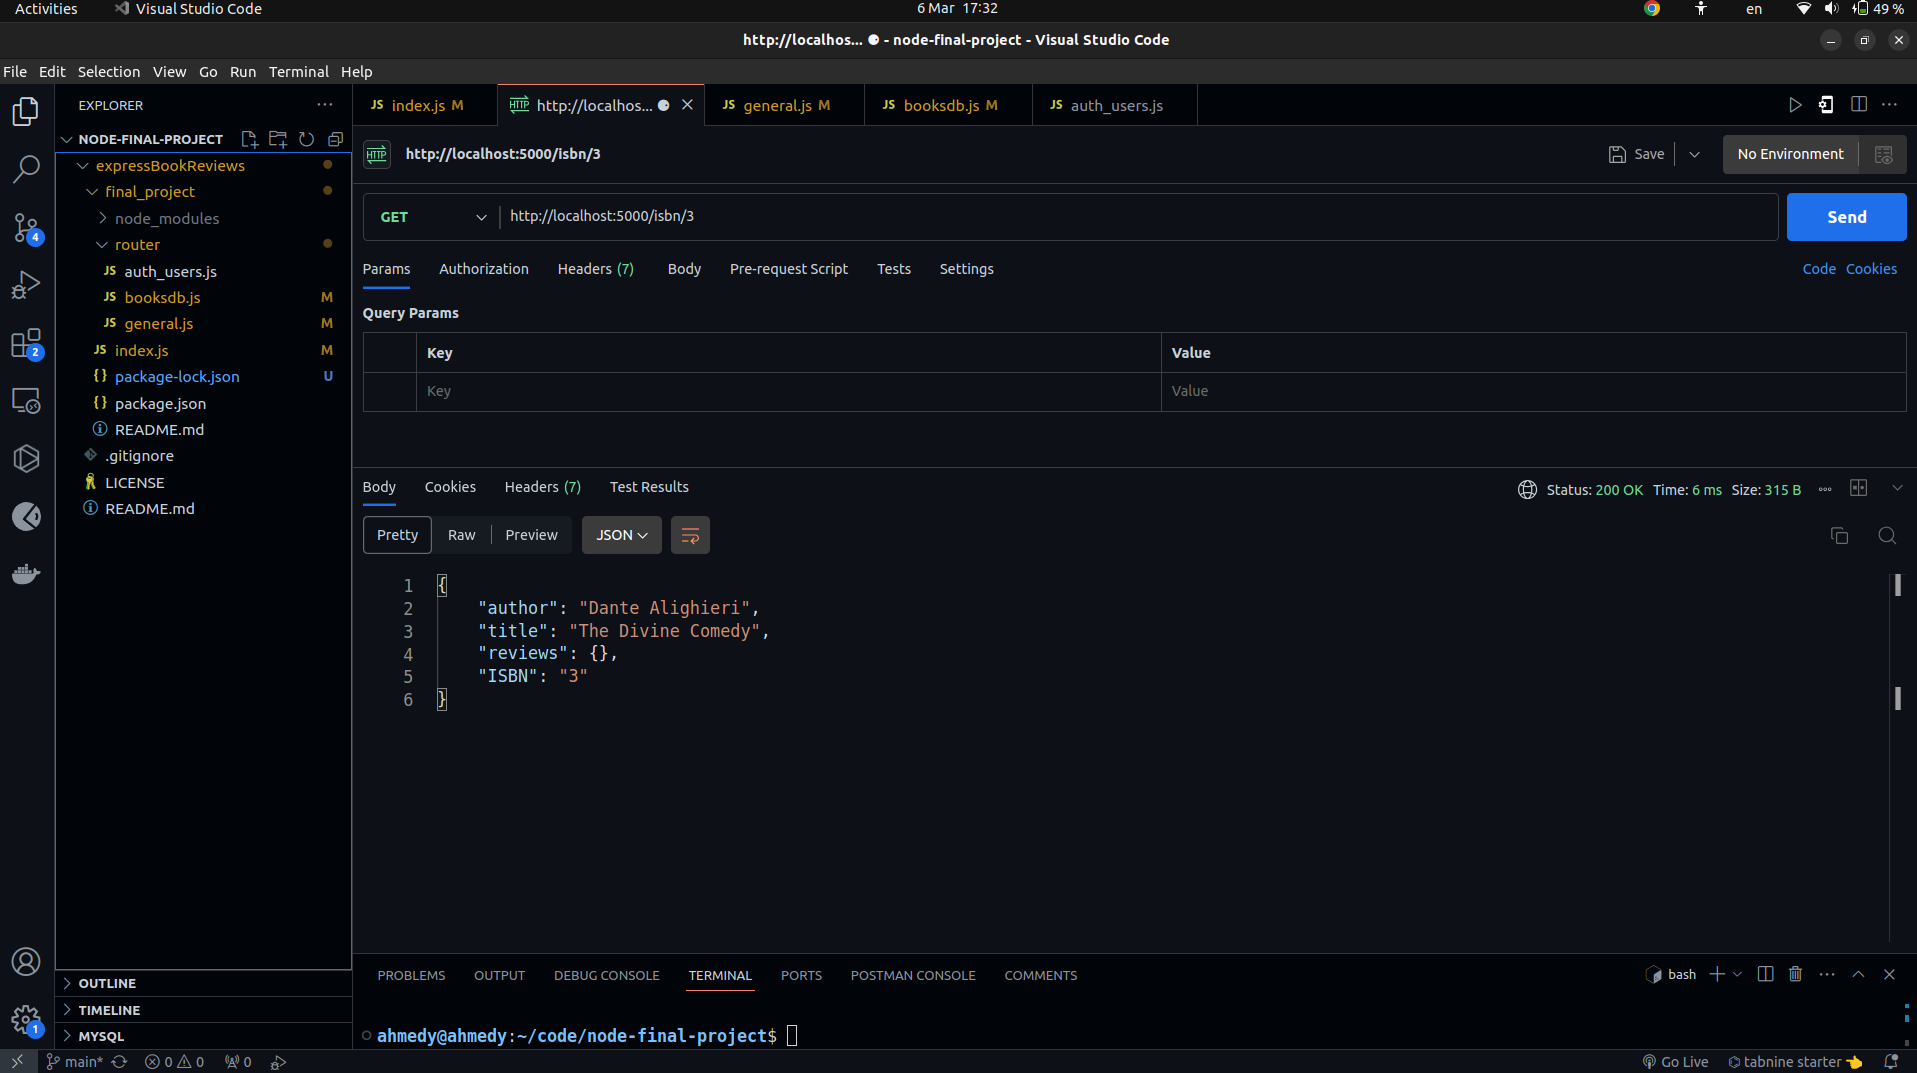 Activities Visual Studio Code 6 Mar 17:32 en 49 %
http://localhos... ● - node-final-project - Visual Studio Code
File Edit Selection View Go Run Terminal Help
EXPLORER
NODE-FINAL-PROJECT
expressBookReviews
final_project
node_modules
router
JS auth_users.js
JS booksdb.js M
JS general.js M
JS index.js M
{} package-lock.json U
{} package.json
README.md
.gitignore
LICENSE
README.md
OUTLINE
TIMELINE
MYSQL
4
2
1
JS index.js M HTTP http://localhos... ● JS general.js M JS booksdb.js M JS auth_users.js
HTTP http://localhost:5000/isbn/3 Save No Environment
GET http://localhost:5000/isbn/3 Send
Params Authorization Headers (7) Body Pre-request Script Tests Settings Code Cookies
Query Params
Key Value
Key Value
Body Cookies Headers (7) Test Results Status: 200 OK Time: 6 ms Size: 315 B
Pretty Raw Preview JSON
1 {
2 "author": "Dante Alighieri",
3 "title": "The Divine Comedy",
4 "reviews": {},
5 "ISBN": "3"
6 }
PROBLEMS OUTPUT DEBUG CONSOLE TERMINAL PORTS POSTMAN CONSOLE COMMENTS bash
ahmedy@ahmedy:~/code/node-final-project$
main* 0 0 0 Go Live tabnine starter